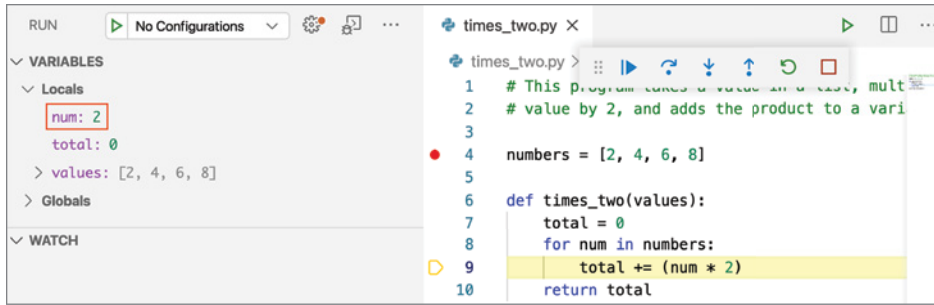 RUN
No Configurations
VARIABLES
Locals
num: 2
total: 0
values: [2, 4, 6, 8]
Globals
WATCH
times_two.py
times_two.py
1 # This program takes a value in a list, mult
2 # value by 2, and adds the product to a vari
3
4 numbers = [2, 4, 6, 8]
5
6 def times_two(values):
7 total = 0
8 for num in numbers:
9 total += (num * 2)
10 return total